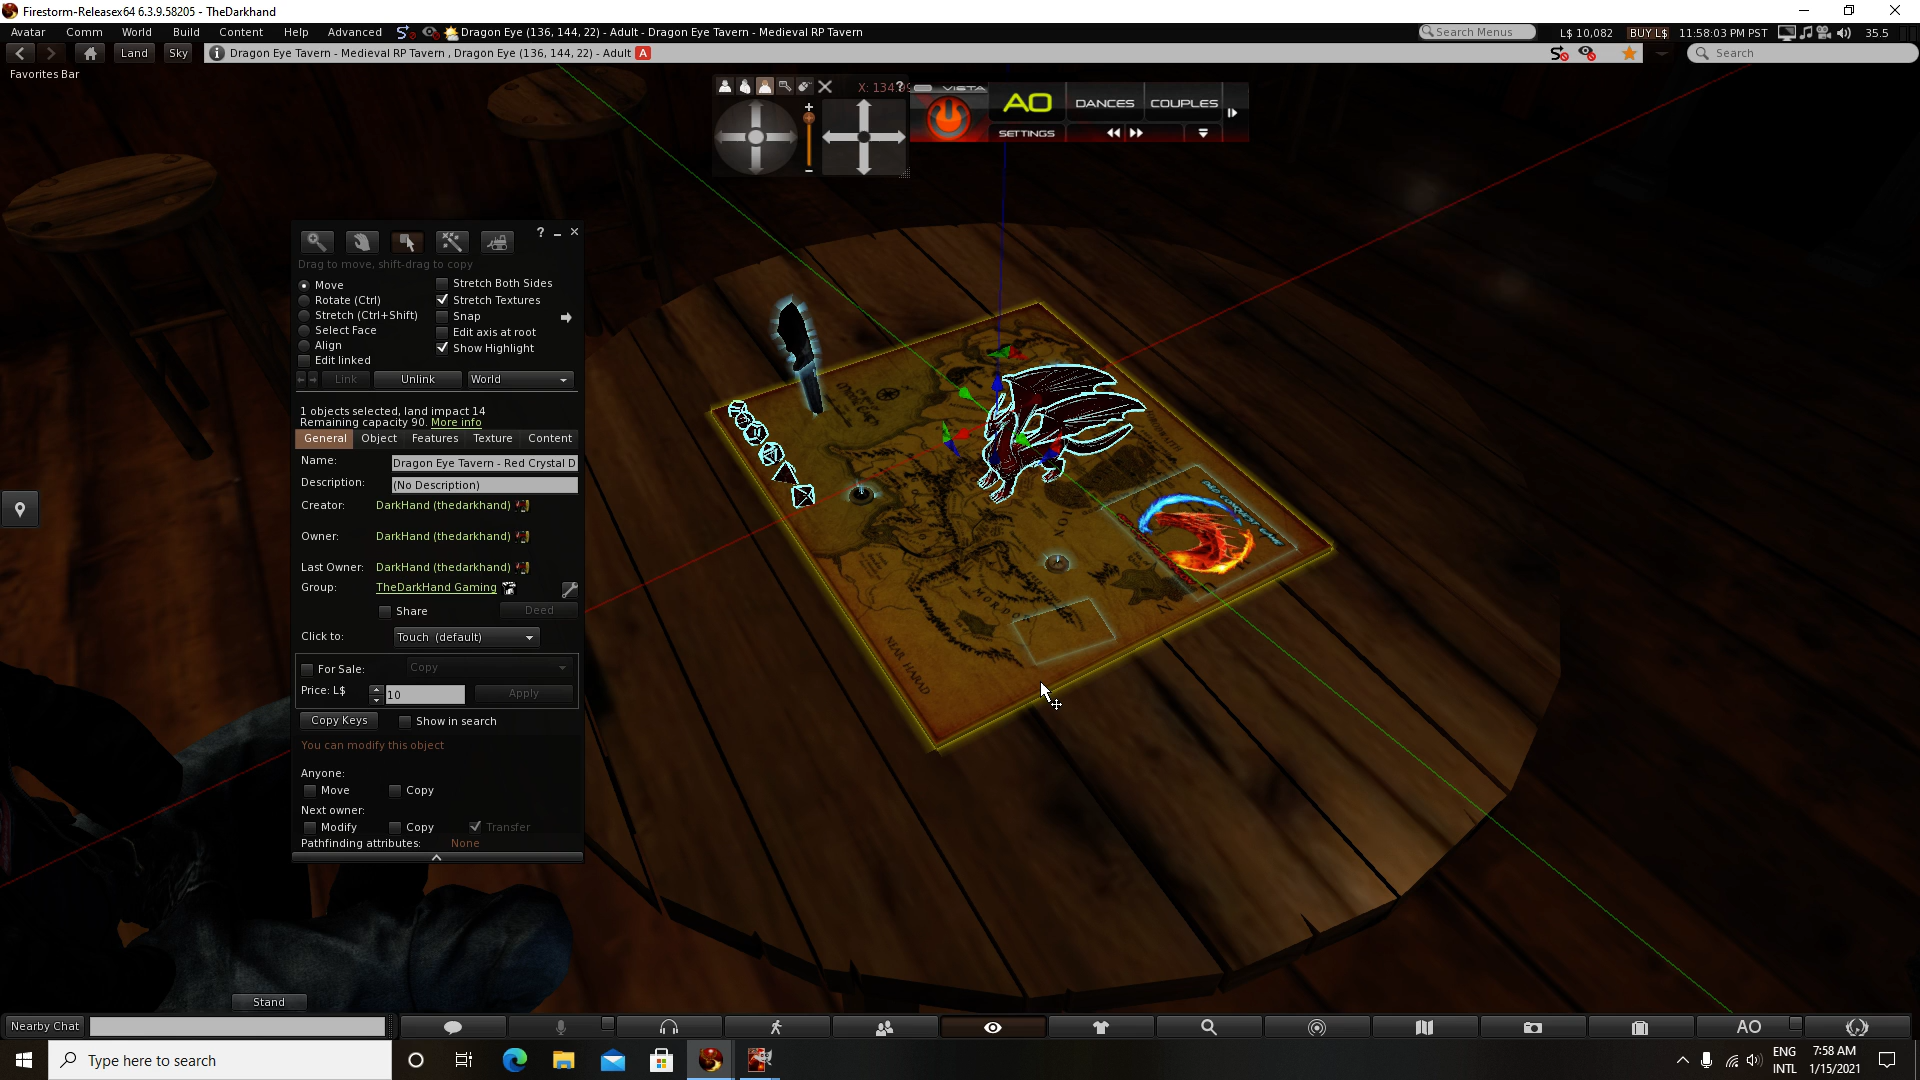 Firestorm-Releasex64 6.3.9.58205 - TheDarkhand
Avatar Comm World Build Content Help Advanced Dragon Eye (136, 144, 22) - Adult - Dragon Eye Tavern - Medieval RP Tavern Search Menus L$ 10,082 BUY L$ 11:58:03 PM PST 35.5
Land Sky Dragon Eye Tavern - Medieval RP Tavern , Dragon Eye (136, 144, 22) - Adult A Search
Favorites Bar
X: 134.
?
VISTA
AO DANCES COUPLES
SETTINGS
?
Drag to move, shift-drag to copy
Move
Rotate (Ctrl)
Stretch (Ctrl+Shift)
Select Face
Align
Edit linked
Stretch Both Sides
Stretch Textures
Snap
Edit axis at root
Show Highlight
Link Unlink World
1 objects selected, land impact 14
Remaining capacity 90. More info
General Object Features Texture Content
Name: Dragon Eye Tavern - Red Crystal D
Description: (No Description)
Creator: DarkHand (thedarkhand)
Owner: DarkHand (thedarkhand)
Last Owner: DarkHand (thedarkhand)
Group: TheDarkHand Gaming
Share Deed
Click to: Touch (default)
For Sale: Copy
Price: L$ 10 Apply
Copy Keys Show in search
You can modify this object
Anyone:
Move Copy
Next owner:
Modify Copy Transfer
Pathfinding attributes: None
MORDO
NEAR HARAD
Stand
Nearby Chat
AO
Type here to search
ENG
INTL
7:58 AM
1/15/2021